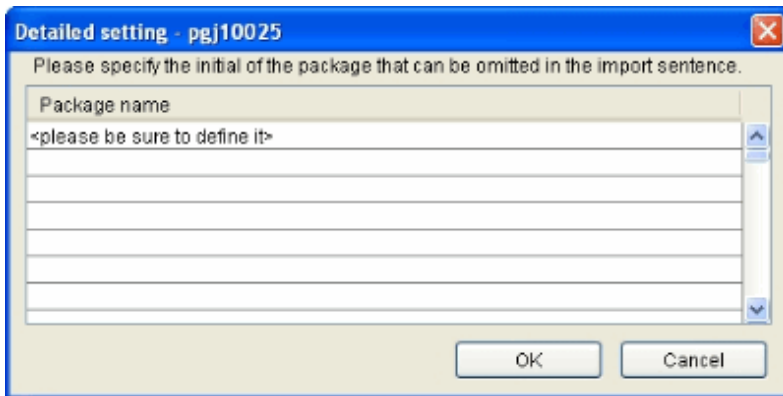 Detailed setting - pgj10025
Please specify the initial of the package that can be omitted in the import sentence.
Package name
<please be sure to define it>
OK
Cancel